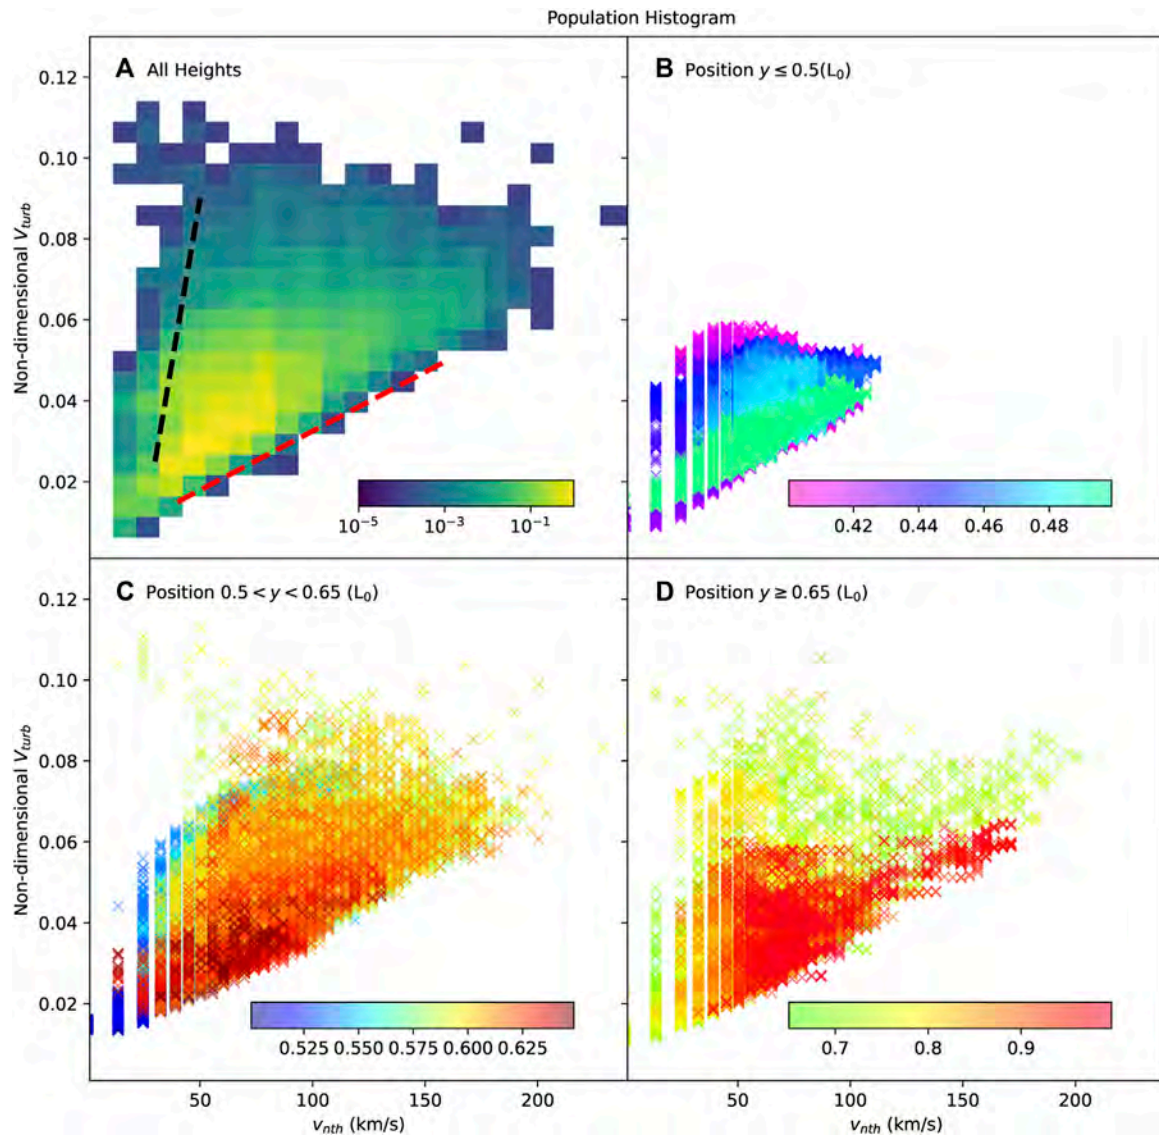 Population Histogram
A All Heights
B Position y ≤ 0.5(L₀)
0.12
0.10
0.08
0.06
0.04
0.02
Non-dimensional V_turb
10⁻⁵ 10⁻³ 10⁻¹
0.42 0.44 0.46 0.48
C Position 0.5 < y < 0.65 (L₀)
D Position y ≥ 0.65 (L₀)
0.12
0.10
0.08
0.06
0.04
0.02
Non-dimensional V_turb
0.525 0.550 0.575 0.600 0.625
0.7 0.8 0.9
50 100 150 200
50 100 150 200
v_nth (km/s)
v_nth (km/s)